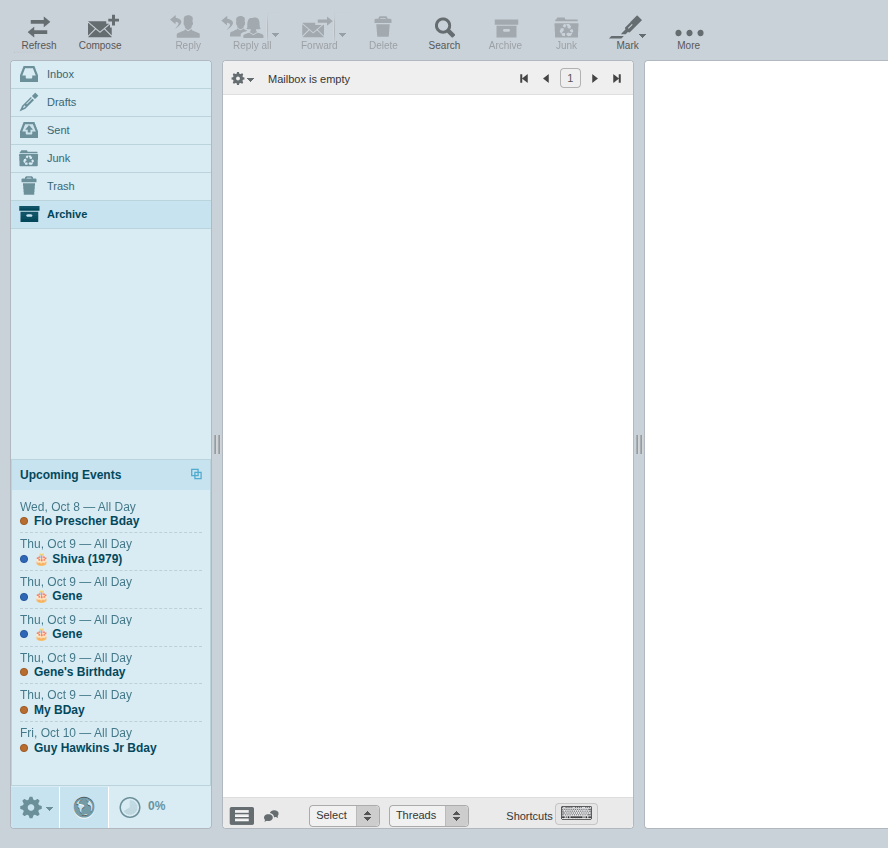 Refresh Compose Reply Reply all Forward Delete Search Archive Junk Mark More
Inbox
Drafts
Sent
Junk
Trash
Archive
Mailbox is empty 1
Upcoming Events
Wed, Oct 8 — All Day
Flo Prescher Bday
Thu, Oct 9 — All Day
🎂 Shiva (1979)
Thu, Oct 9 — All Day
🎂 Gene
Thu, Oct 9 — All Day
🎂 Gene
Thu, Oct 9 — All Day
Gene's Birthday
Thu, Oct 9 — All Day
My BDay
Fri, Oct 10 — All Day
Guy Hawkins Jr Bday
0%
Select Threads Shortcuts